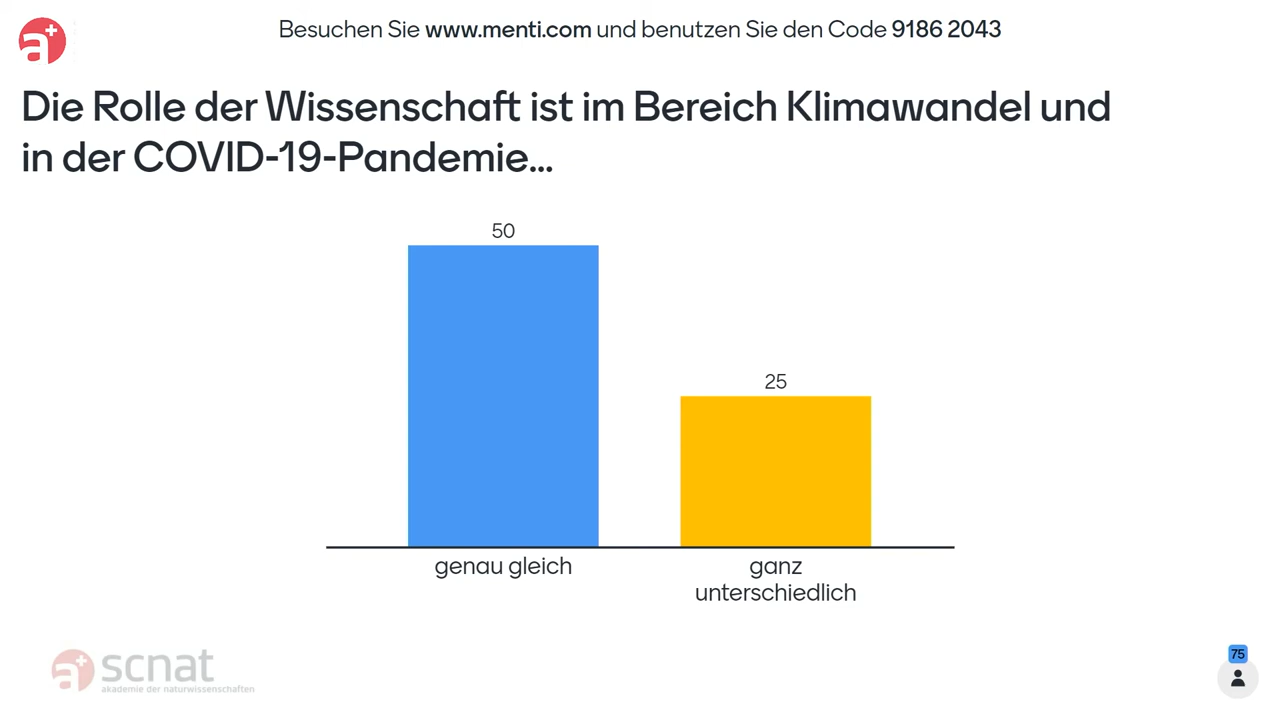 Besuchen Sie www.menti.com und benutzen Sie den Code 9186 2043
a+
Die Rolle der Wissenschaft ist im Bereich Klimawandel und
in der COVID-19-Pandemie...
50
25
genau gleich
ganz
unterschiedlich
a+ scnat
akademie der naturwissenschaften
75